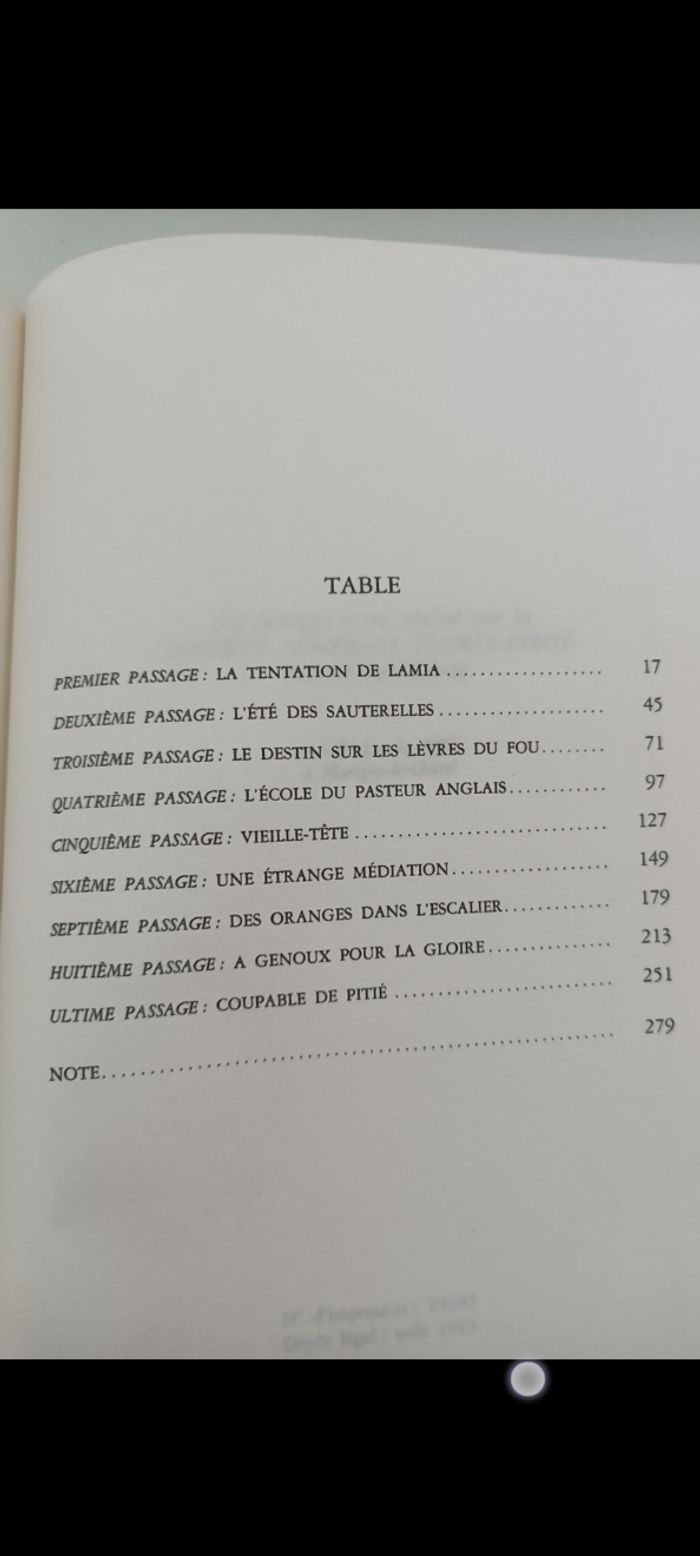 TABLE
PREMIER PASSAGE : LA TENTATION DE LAMIA ................... 17
DEUXIÈME PASSAGE : L'ÉTÉ DES SAUTERELLES .................... 45
TROISIÈME PASSAGE : LE DESTIN SUR LES LÈVRES DU FOU........ 71
QUATRIÈME PASSAGE : L'ÉCOLE DU PASTEUR ANGLAIS............ 97
CINQUIÈME PASSAGE : VIEILLE-TÊTE ............................... 127
SIXIÈME PASSAGE : UNE ÉTRANGE MÉDIATION................... 149
SEPTIÈME PASSAGE : DES ORANGES DANS L'ESCALIER............. 179
HUITIÈME PASSAGE : A GENOUX POUR LA GLOIRE............... 213
ULTIME PASSAGE : COUPABLE DE PITIÉ ........................... 251
NOTE............................................................... 279